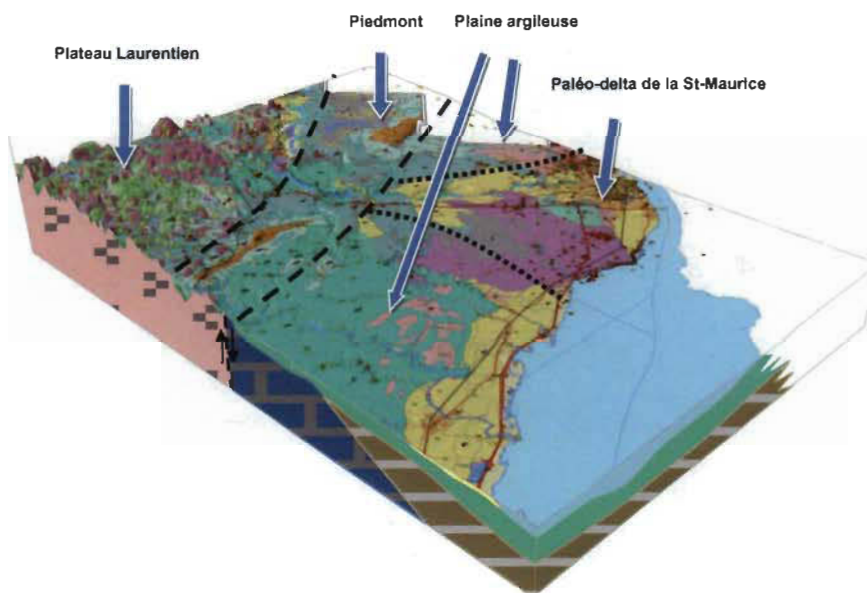 Piedmont
Plaine argileuse
Plateau Laurentien
Paléo-delta de la St-Maurice